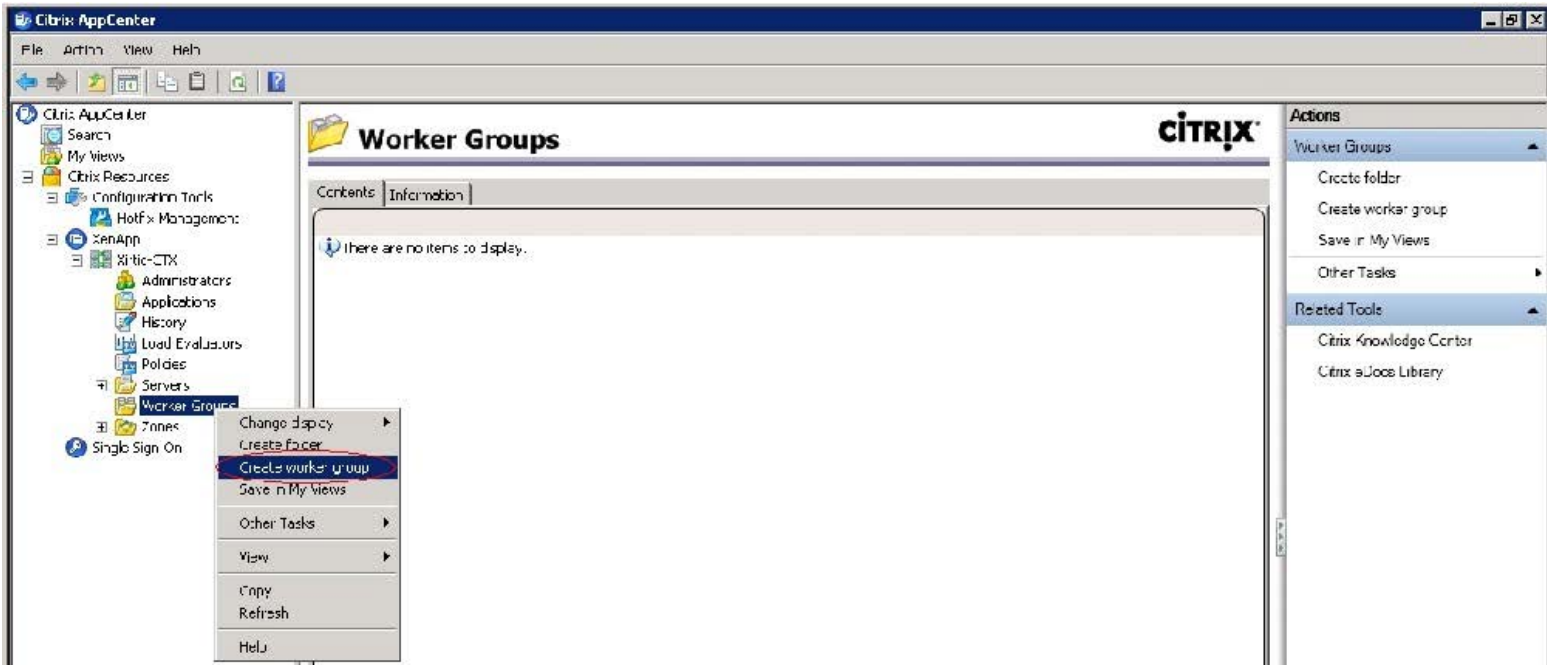 Citrix AppCenter
File Action View Help
Citrix AppCenter
Search
My Views
Citrix Resources
Configuration Tools
Hotfix Management
XenApp
Administrators
Applications
History
Load Evaluators
Policies
Servers
Worker Groups
Zones
Single Sign On
Change display
Create folder
Create worker group
Save in My Views
Other Tasks
View
Copy
Refresh
Help
Worker Groups
CITRIX
Contents Information
There are no items to display.
Actions
Worker Groups
Create folder
Create worker group
Save in My Views
Other Tasks
Related Tools
Citrix Knowledge Center
Citrix eDocs Library